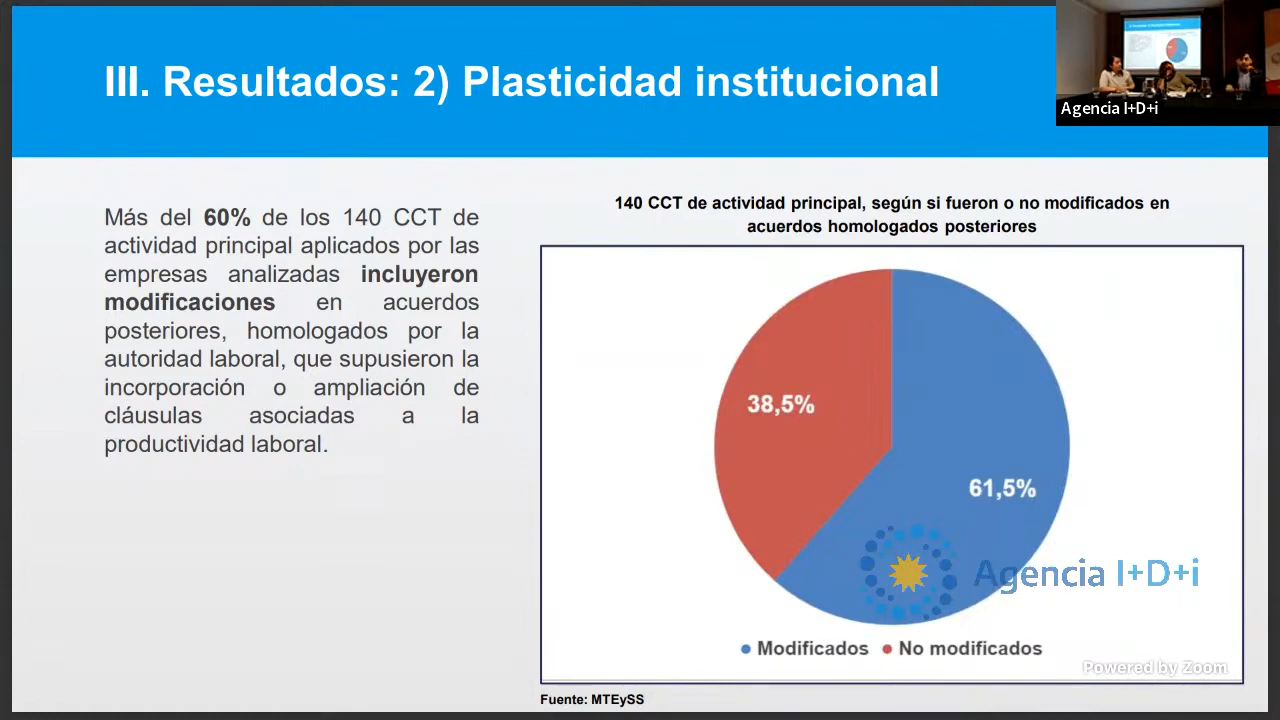 III. Resultados: 2) Plasticidad institucional
Agencia I+D+i
Más del 60% de los 140 CCT de
actividad principal aplicados por las
empresas analizadas incluyeron
modificaciones en acuerdos
posteriores, homologados por la
autoridad laboral, que supusieron la
incorporación o ampliación de
cláusulas asociadas a la
productividad laboral.
140 CCT de actividad principal, según si fueron o no modificados en
acuerdos homologados posteriores
38,5%
61,5%
Agencia I+D+i
Modificados No modificados
Powered by Zoom
Fuente: MTEySS